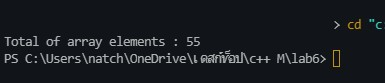 > cd "c
Total of array elements : 55
PS C:\Users\natch\OneDrive\เดสก์ท็อป\c++ M\lab6>